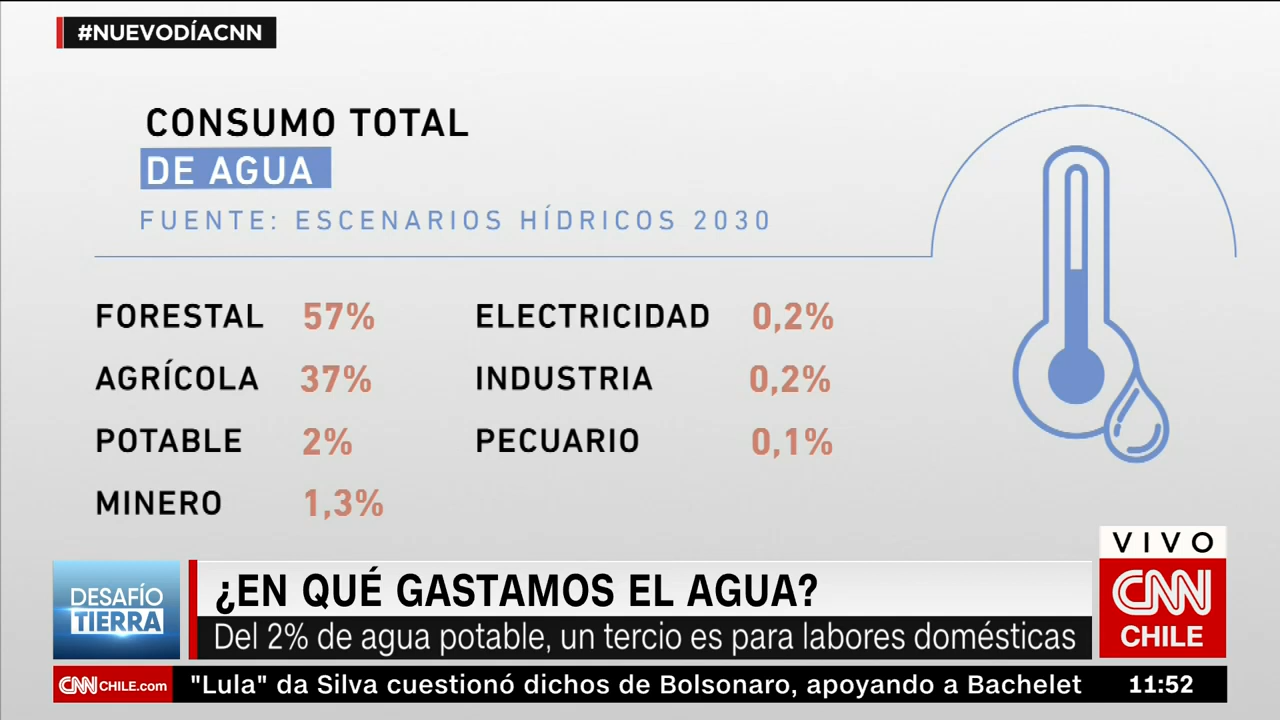 #NUEVODÍACNN
CONSUMO TOTAL
DE AGUA
FUENTE: ESCENARIOS HÍDRICOS 2030
FORESTAL 57%
AGRÍCOLA 37%
POTABLE 2%
MINERO 1,3%
ELECTRICIDAD 0,2%
INDUSTRIA 0,2%
PECUARIO 0,1%
DESAFÍO
TIERRA
¿EN QUÉ GASTAMOS EL AGUA?
Del 2% de agua potable, un tercio es para labores domésticas
VIVO
CNN
CHILE
CNNCHILE.com
"Lula" da Silva cuestionó dichos de Bolsonaro, apoyando a Bachelet
11:52